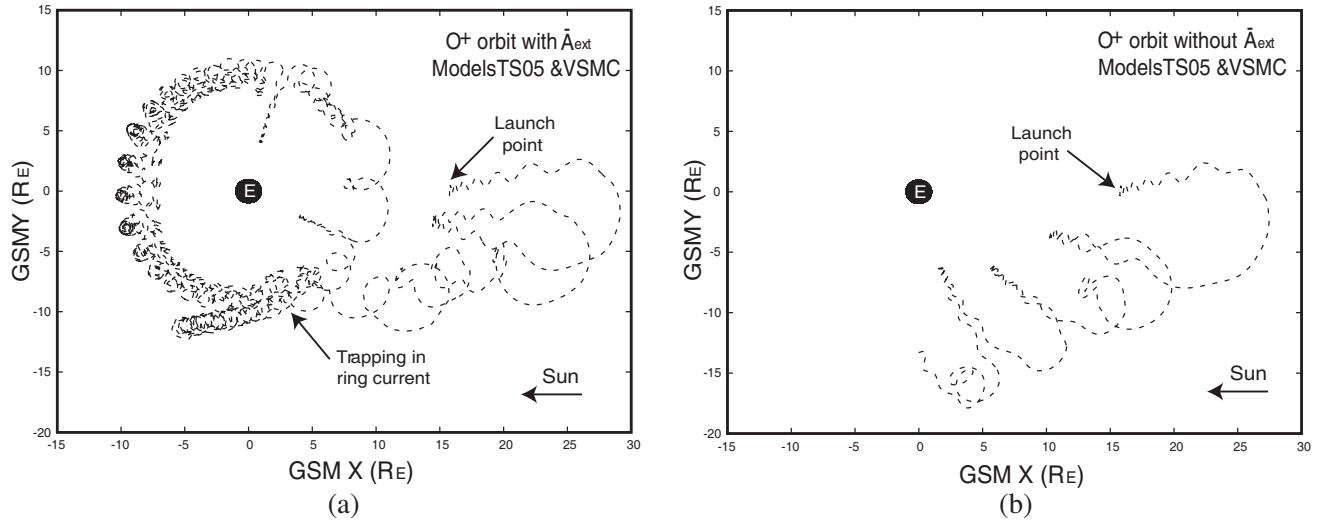 O+ orbit with Āext
ModelsTS05 &VSMC
Launch
point
E
Trapping in
ring current
Sun
GSMY (RE)
15
10
5
0
-5
-10
-15
-20
-15
-10
-5
0
5
10
15
20
25
30
GSM X (RE)
(a)
O+ orbit without Āext
ModelsTS05 &VSMC
Launch
point
E
Sun
GSMY (RE)
15
10
5
0
-5
-10
-15
-20
-15
-10
-5
0
5
10
15
20
25
30
GSM X (RE)
(b)